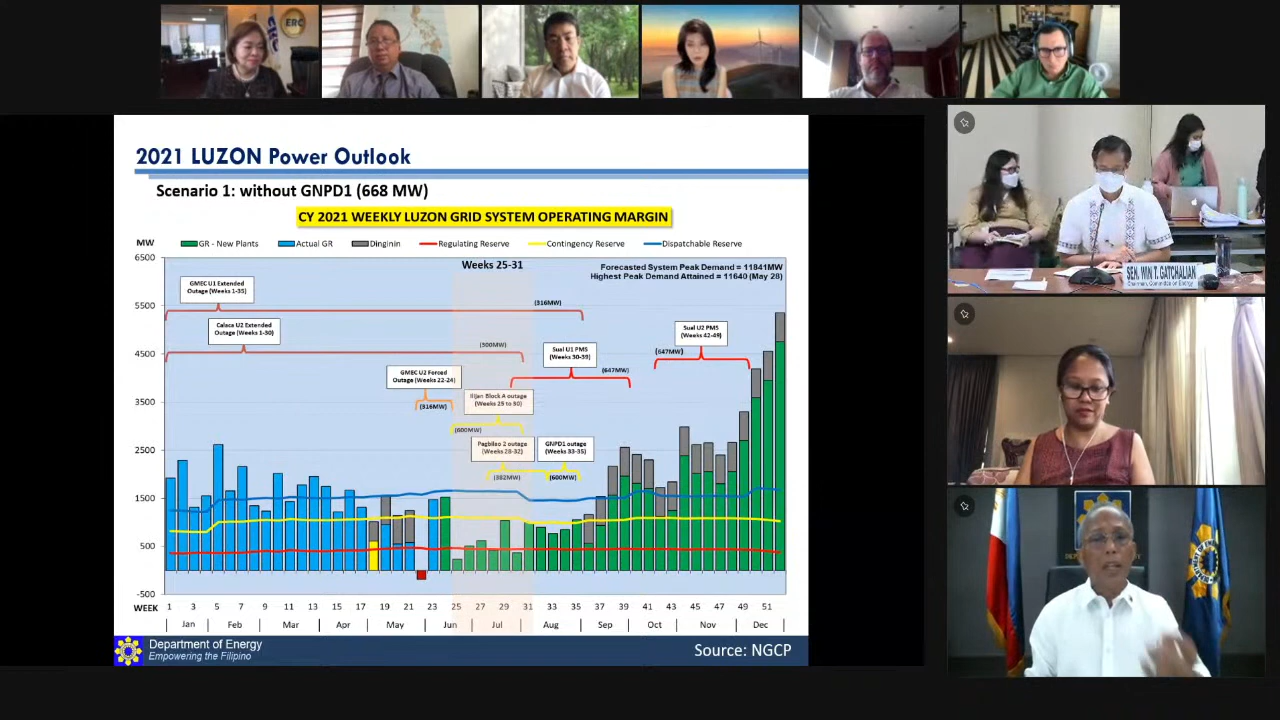 ERC
2021 LUZON Power Outlook
Scenario 1: without GNPD1 (668 MW)
CY 2021 WEEKLY LUZON GRID SYSTEM OPERATING MARGIN
MW
GR - New Plants
Actual GR
Dinginin
Regulating Reserve
Contingency Reserve
Dispatchable Reserve
6500
5500
4500
3500
2500
1500
500
-500
Weeks 25-31
Forecasted System Peak Demand = 11841MW
Highest Peak Demand Attained = 11640 (May 28)
GMEC U1 Extended
Outage (Weeks 1-35)
(316MW)
Calaca U2 Extended
Outage (Weeks 1-30)
(300MW)
Sual U1 PMS
(Weeks 30-39)
(647MW)
Sual U2 PMS
(Weeks 42-49)
(647MW)
GMEC U2 Forced
Outage (Weeks 22-24)
(316MW)
Ilijan Block A outage
(Weeks 25 to 30)
(600MW)
Pagbilao 2 outage
(Weeks 28-32)
(382MW)
GNPD1 outage
(Weeks 33-35)
(600MW)
WEEK 1 3 5 7 9 11 13 15 17 19 21 23 25 27 29 31 33 35 37 39 41 43 45 47 49 51
Jan Feb Mar Apr May Jun Jul Aug Sep Oct Nov Dec
Department of Energy
Empowering the Filipino
Source: NGCP
SEN. WIN T. GATCHALIAN
Chairman, Committee on Energy